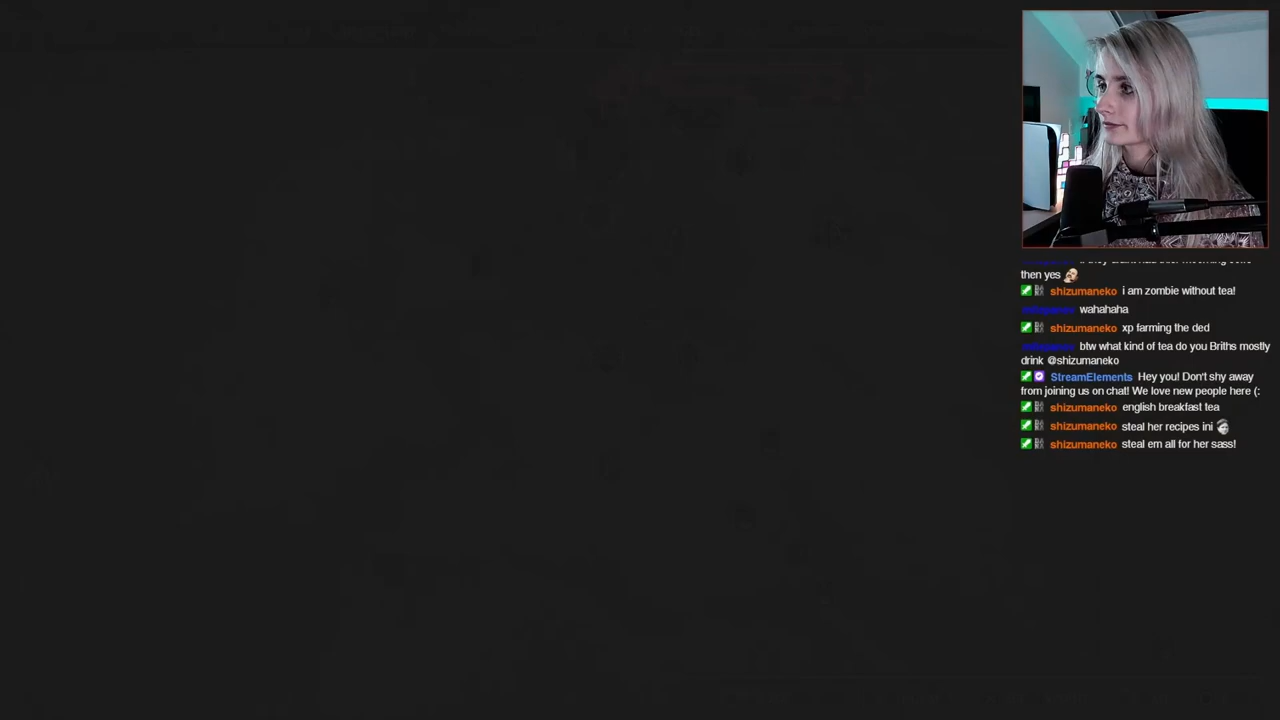 then yes
shizumaneko i am zombie without tea!
wahahaha
shizumaneko xp farming the ded
btw what kind of tea do you Briths mostly
drink @shizumaneko
StreamElements Hey you! Don't shy away
from joining us on chat! We love new people here (:
shizumaneko english breakfast tea
shizumaneko steal her recipes ini
shizumaneko steal em all for her sass!